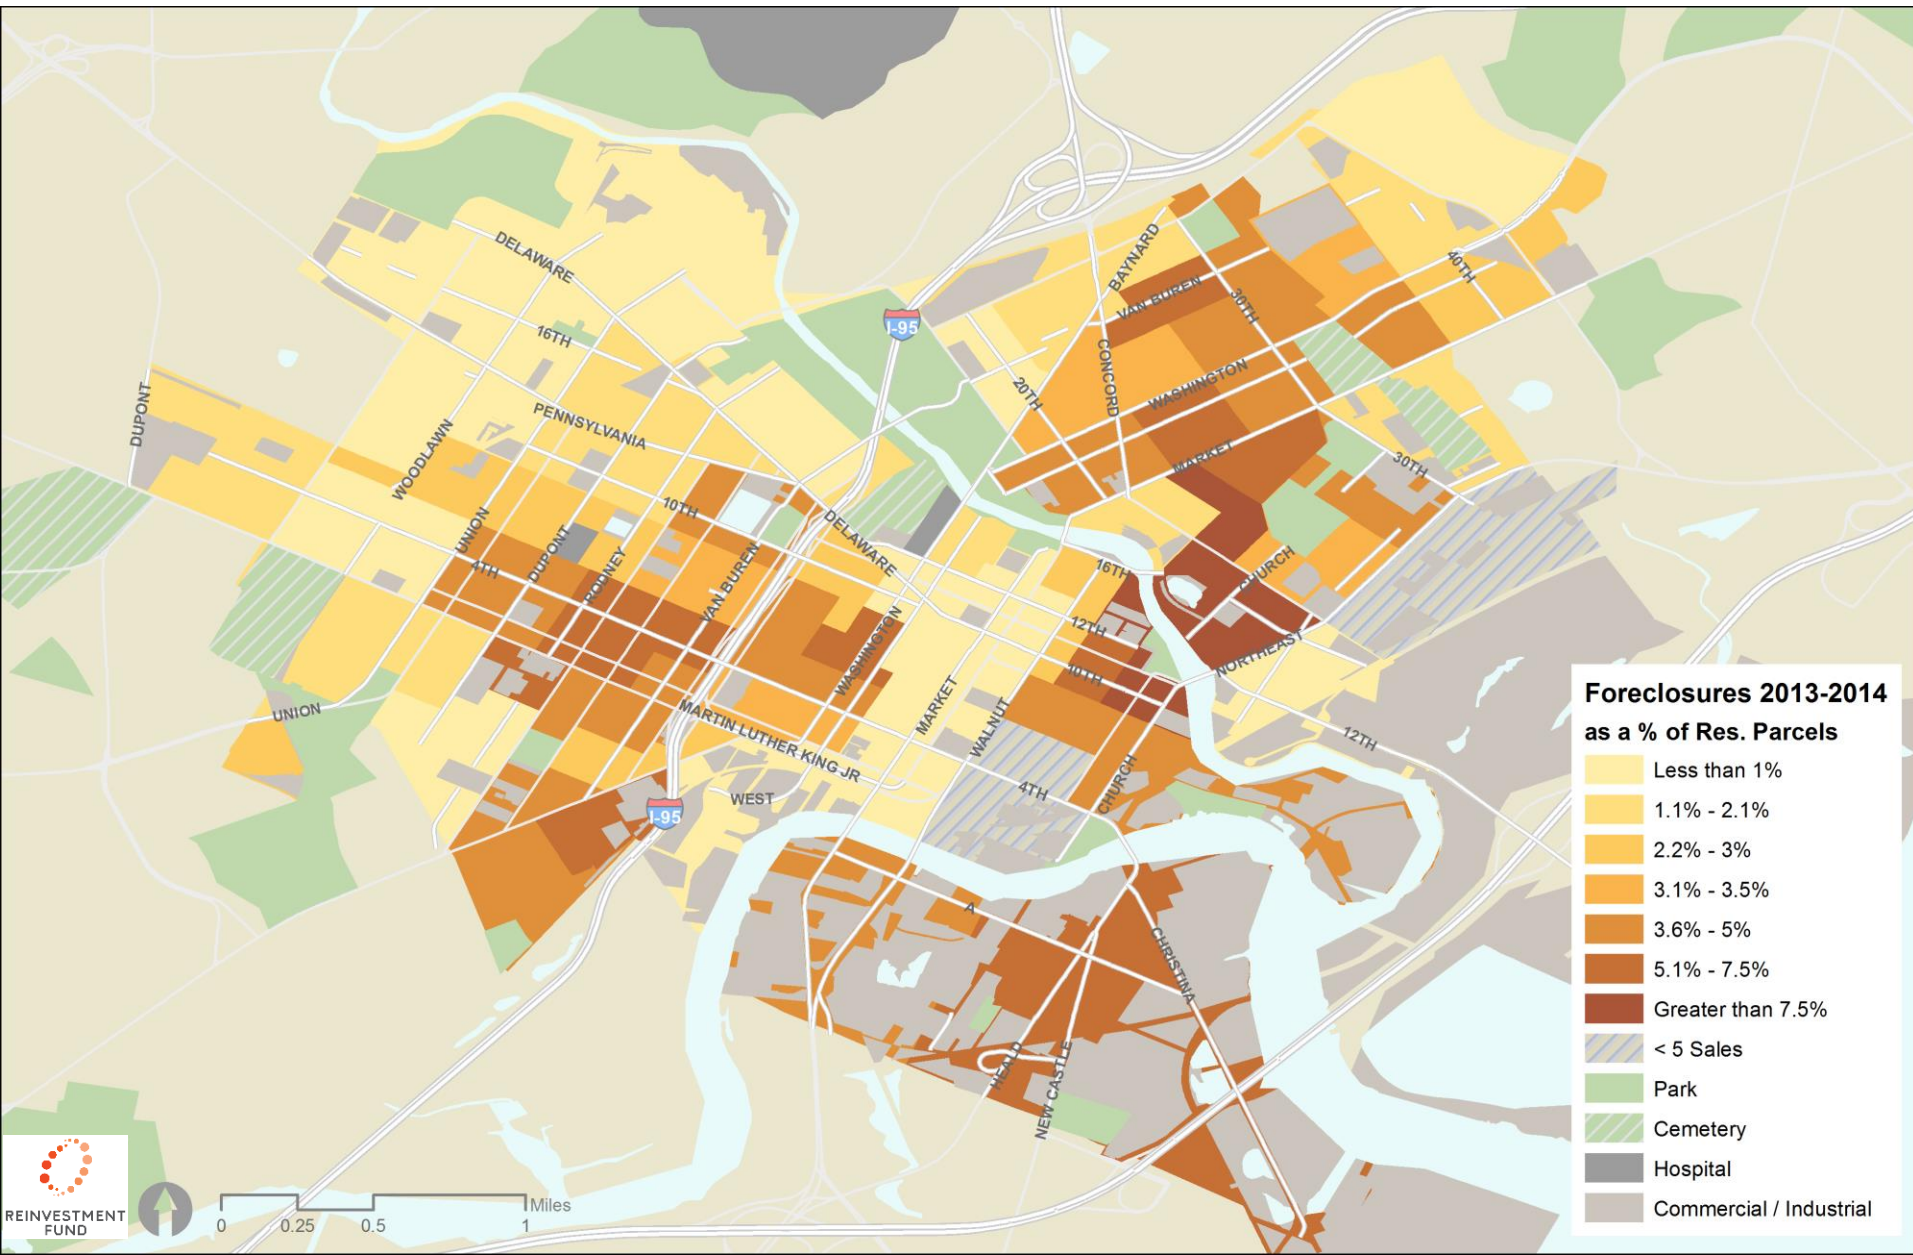 I-95
DELAWARE
BAYNARD
40TH
VAN BUREN
30TH
16TH
CONCORD
DUPONT
20TH
WASHINGTON
PENNSYLVANIA
WOODLAWN
MARKET
30TH
10TH
UNION
DELAWARE
DUPONT
4TH
RODNEY
VAN BUREN
16TH
CHURCH
12TH
WASHINGTON
NORTHEAST
10TH
UNION
MARKET
WALNUT
MARTIN LUTHER KING JR
12TH
WEST
4TH
CHURCH
I-95
A
CHRISTINA
HEALD
NEW CASTLE
Foreclosures 2013-2014
as a % of Res. Parcels
Less than 1%
1.1% - 2.1%
2.2% - 3%
3.1% - 3.5%
3.6% - 5%
5.1% - 7.5%
Greater than 7.5%
< 5 Sales
Park
Cemetery
Hospital
Commercial / Industrial
REINVESTMENT
FUND
Miles
0 0.25 0.5 1